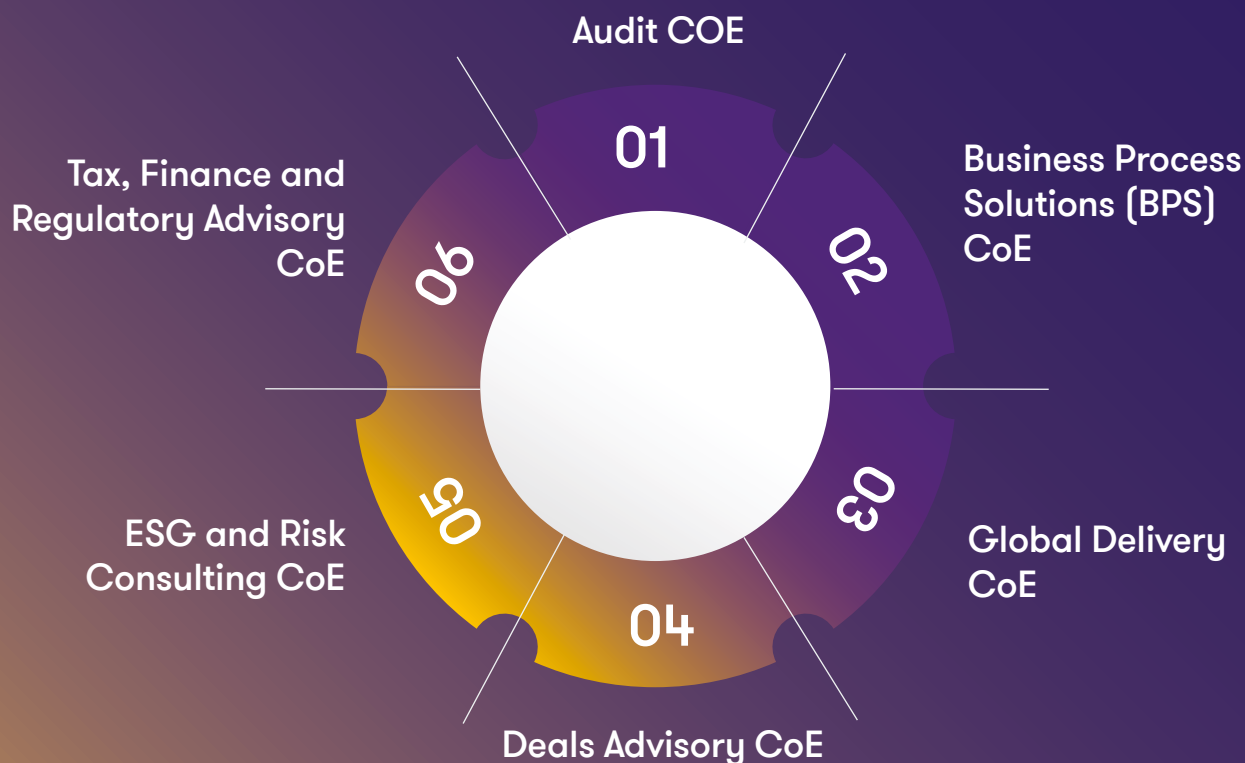 Audit COE
01
Business Process
Solutions (BPS)
CoE
02
Global Delivery
CoE
03
Deals Advisory CoE
04
ESG and Risk
Consulting CoE
05
Tax, Finance and
Regulatory Advisory
CoE
06